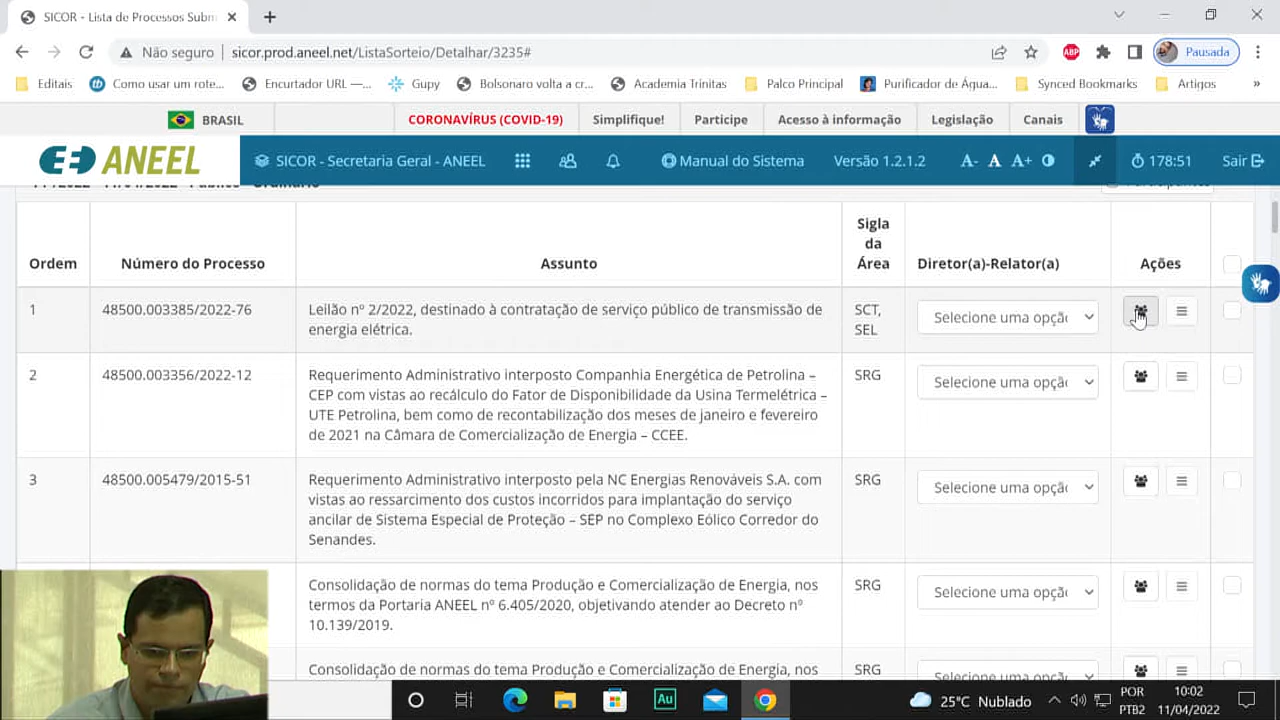 SICOR - Lista de Processos Subm
Não seguro
sicor.prod.aneel.net/ListaSorteio/Detalhar/3235#
ABP
Pausada
Editais
Como usar um rote...
Encurtador URL —...
Gupy
Bolsonaro volta a cr...
Academia Trinitas
Palco Principal
Purificador de Água...
Synced Bookmarks
Artigos
»
BRASIL
CORONAVÍRUS (COVID-19)
Simplifique!
Participe
Acesso à informação
Legislação
Canais
ANEEL
SICOR - Secretaria Geral - ANEEL
Manual do Sistema
Versão 1.2.1.2
A- A A+
178:51
Sair
Ordem
Número do Processo
Assunto
Sigla
da
Área
Diretor(a)-Relator(a)
Ações
1
48500.003385/2022-76
Leilão nº 2/2022, destinado à contratação de serviço público de transmissão de
energia elétrica.
SCT,
SEL
Selecione uma opçã
2
48500.003356/2022-12
Requerimento Administrativo interposto Companhia Energética de Petrolina –
CEP com vistas ao recálculo do Fator de Disponibilidade da Usina Termelétrica –
UTE Petrolina, bem como de recontabilização dos meses de janeiro e fevereiro
de 2021 na Câmara de Comercialização de Energia – CCEE.
SRG
Selecione uma opçã
3
48500.005479/2015-51
Requerimento Administrativo interposto pela NC Energias Renováveis S.A. com
vistas ao ressarcimento dos custos incorridos para implantação do serviço
ancilar de Sistema Especial de Proteção – SEP no Complexo Eólico Corredor do
Senandes.
SRG
Selecione uma opçã
Consolidação de normas do tema Produção e Comercialização de Energia, nos
termos da Portaria ANEEL nº 6.405/2020, objetivando atender ao Decreto nº
10.139/2019.
SRG
Selecione uma opçã
Consolidação de normas do tema Produção e Comercialização de Energia, nos
SRG
Au
25°C Nublado
POR
PTB2
10:02
11/04/2022